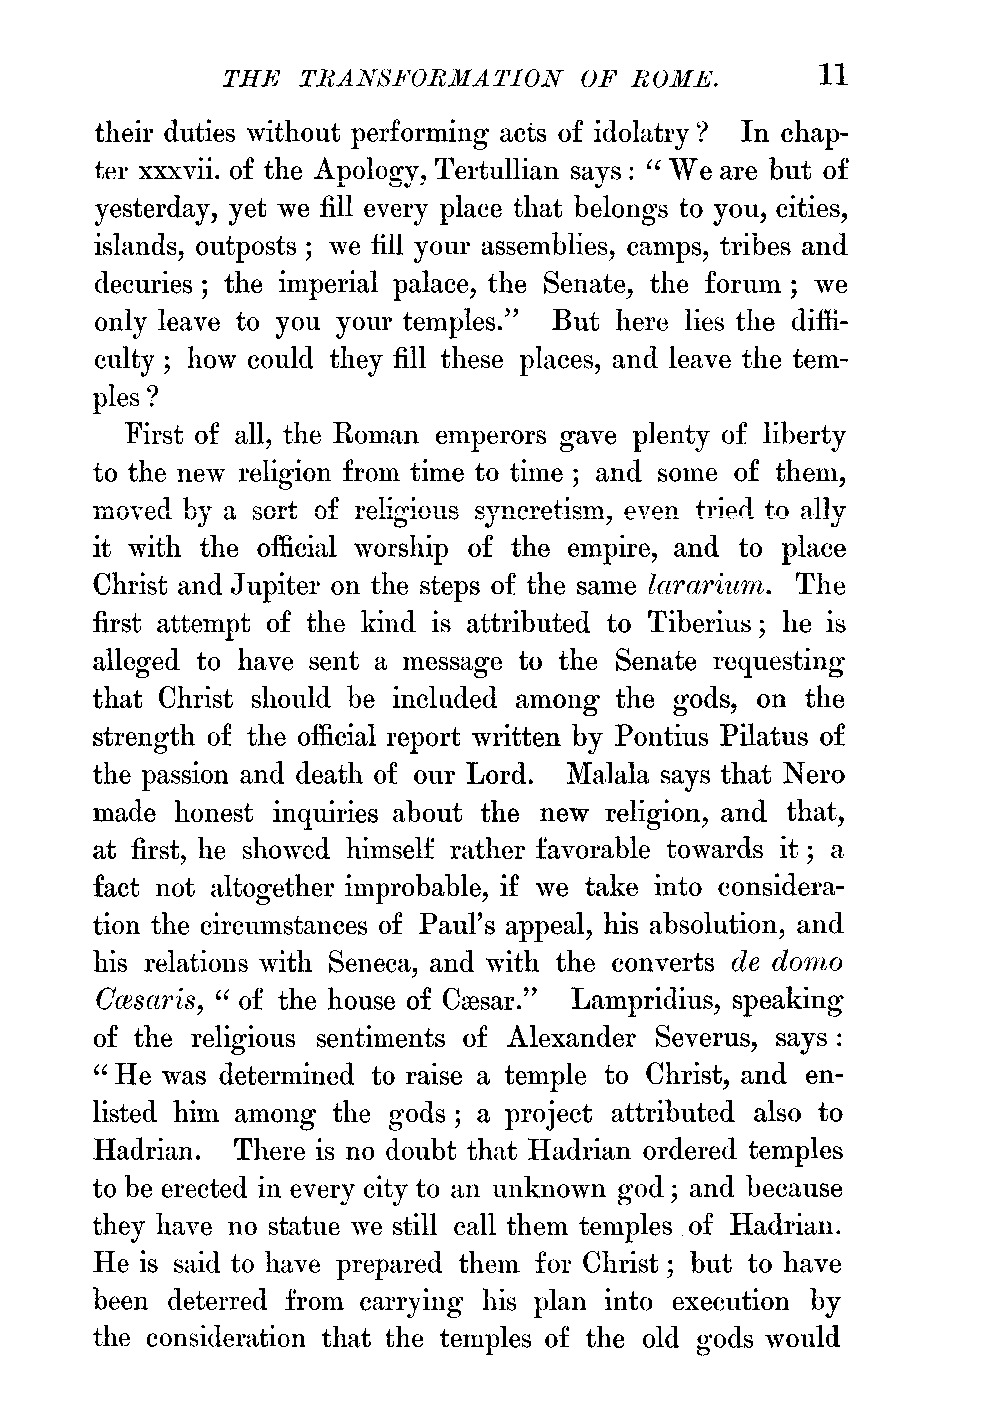 THE TRANSFORMATION OF ROME. 11
their duties without performing acts of idolatry? In chap-
ter xxxvii. of the Apology, Tertullian says: “We are but of
yesterday, yet we fill every place that belongs to you, cities,
islands, outposts; we fill your assemblies, camps, tribes and
decuries; the imperial palace, the Senate, the forum; we
only leave to you your temples.” But here lies the diffi-
culty; how could they fill these places, and leave the tem-
ples?
First of all, the Roman emperors gave plenty of liberty
to the new religion from time to time; and some of them,
moved by a sort of religious syncretism, even tried to ally
it with the official worship of the empire, and to place
Christ and Jupiter on the steps of the same lararium. The
first attempt of the kind is attributed to Tiberius; he is
alleged to have sent a message to the Senate requesting
that Christ should be included among the gods, on the
strength of the official report written by Pontius Pilatus of
the passion and death of our Lord. Malala says that Nero
made honest inquiries about the new religion, and that,
at first, he showed himself rather favorable towards it; a
fact not altogether improbable, if we take into considera-
tion the circumstances of Paul’s appeal, his absolution, and
his relations with Seneca, and with the converts de domo
Cæsaris, “of the house of Cæsar.” Lampridius, speaking
of the religious sentiments of Alexander Severus, says:
“He was determined to raise a temple to Christ, and en-
listed him among the gods; a project attributed also to
Hadrian. There is no doubt that Hadrian ordered temples
to be erected in every city to an unknown god; and because
they have no statue we still call them temples of Hadrian.
He is said to have prepared them for Christ; but to have
been deterred from carrying his plan into execution by
the consideration that the temples of the old gods would